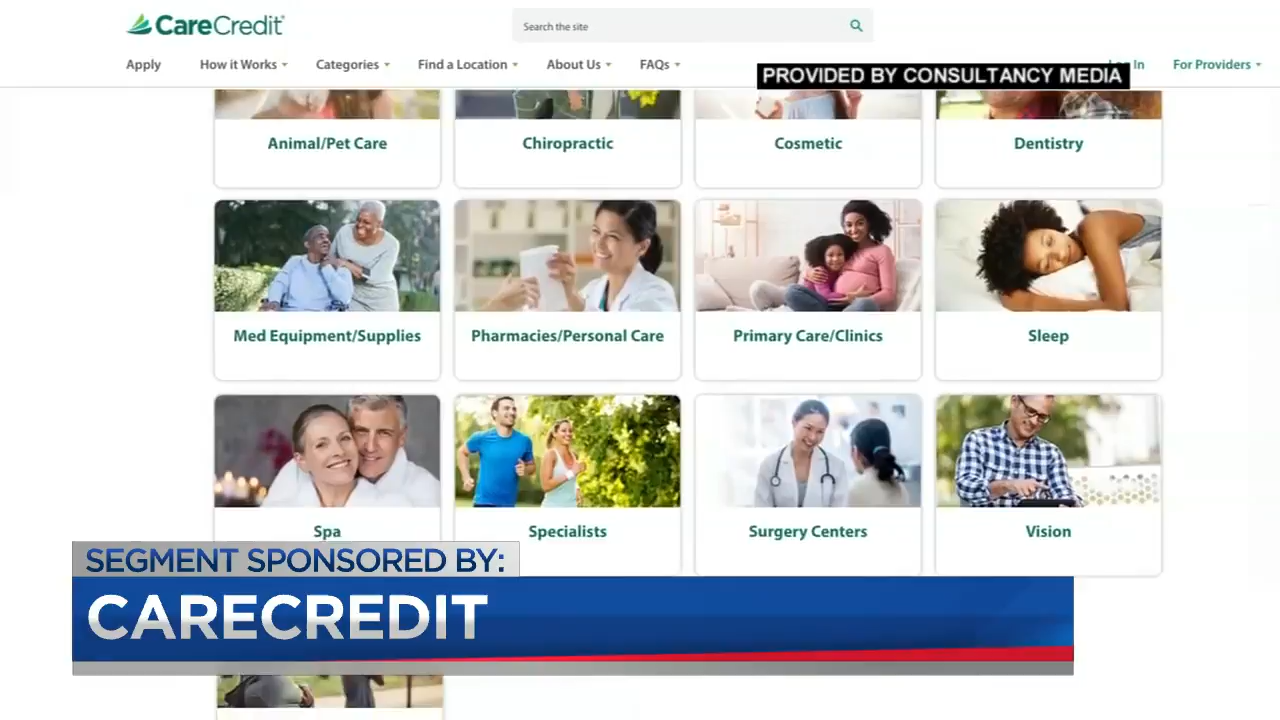 CareCredit
Search the site
Apply
How it Works
Categories
Find a Location
About Us
FAQs
In
For Providers
PROVIDED BY CONSULTANCY MEDIA
Animal/Pet Care
Chiropractic
Cosmetic
Dentistry
Med Equipment/Supplies
Pharmacies/Personal Care
Primary Care/Clinics
Sleep
Spa
Specialists
Surgery Centers
Vision
SEGMENT SPONSORED BY:
CARECREDIT